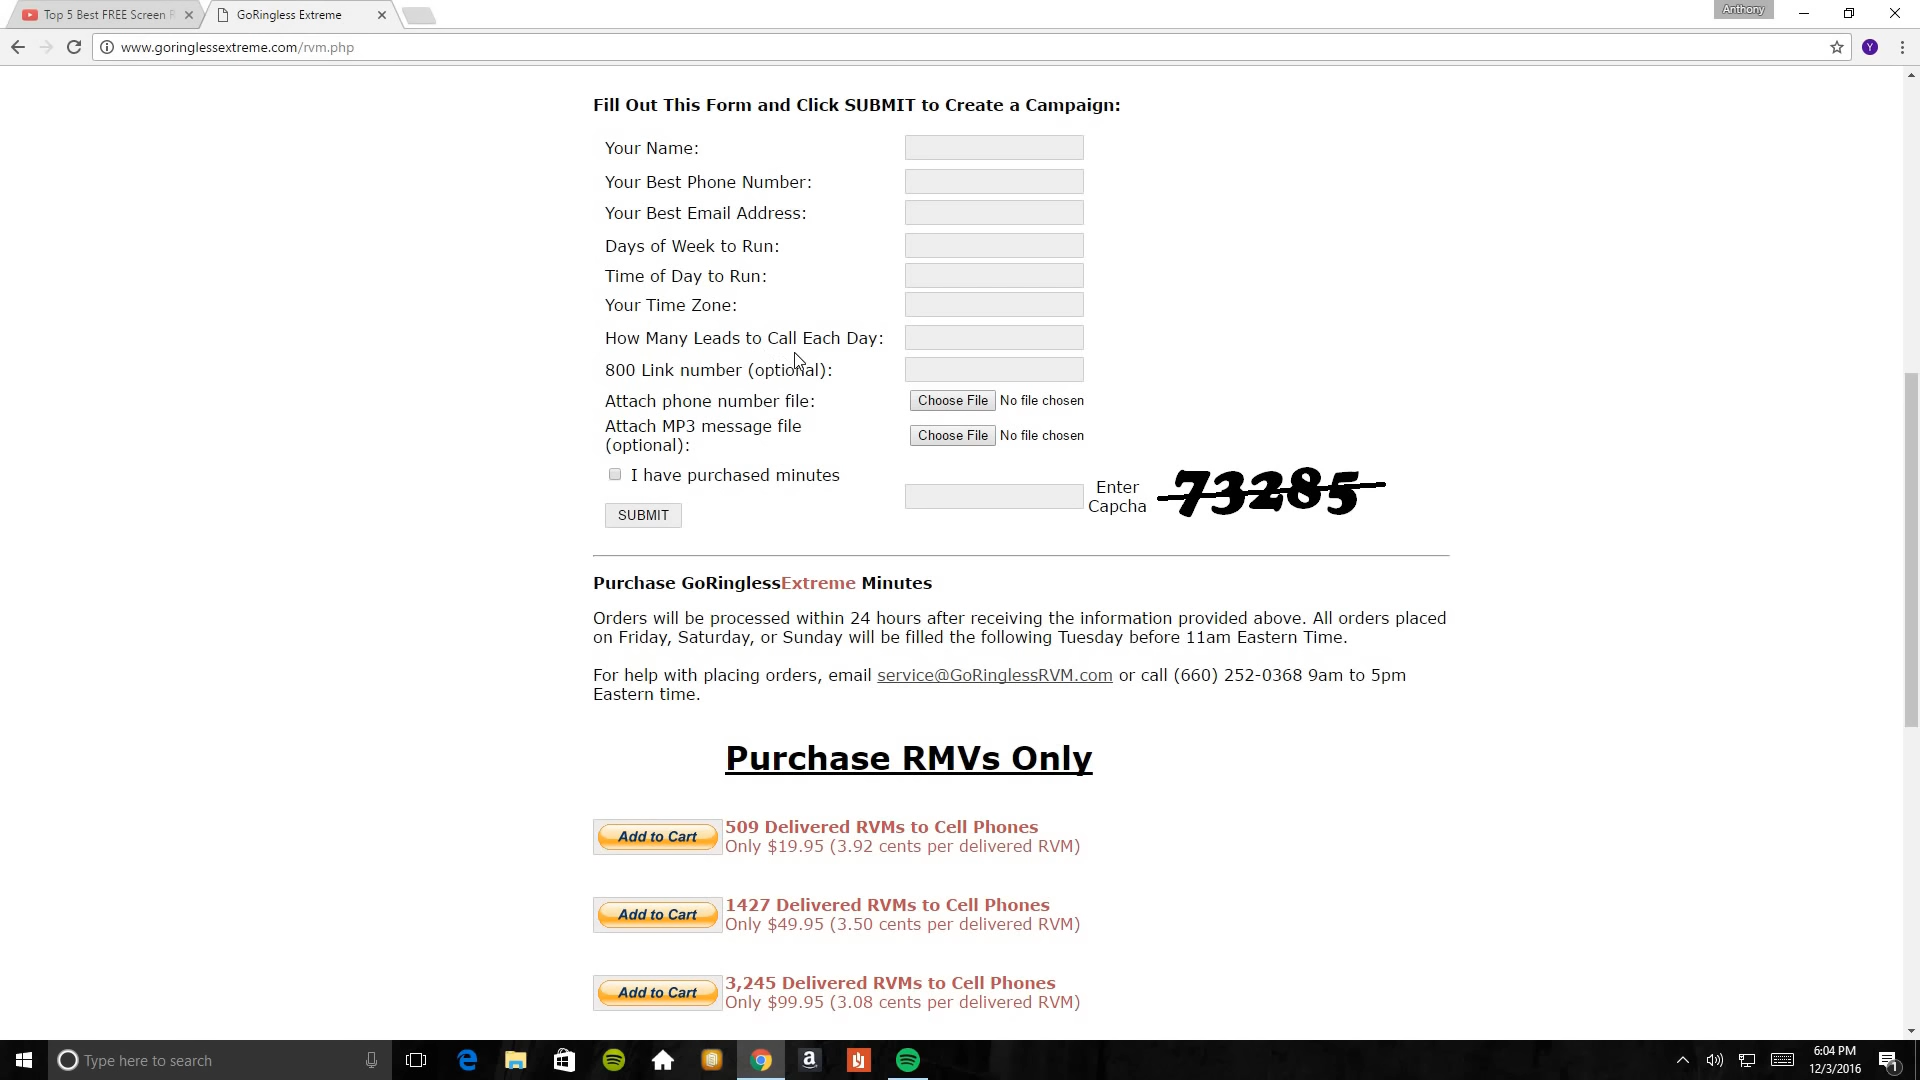 Top 5 Best FREE Screen R
GoRingless Extreme
Anthony
www.goringlessextreme.com/rvm.php
Y
Fill Out This Form and Click SUBMIT to Create a Campaign:
Your Name:
Your Best Phone Number:
Your Best Email Address:
Days of Week to Run:
Time of Day to Run:
Your Time Zone:
How Many Leads to Call Each Day:
800 Link number (optional):
Attach phone number file: Choose File No file chosen
Attach MP3 message file
(optional): Choose File No file chosen
I have purchased minutes
Enter
Capcha
73285
SUBMIT
Purchase GoRinglessExtreme Minutes
Orders will be processed within 24 hours after receiving the information provided above. All orders placed
on Friday, Saturday, or Sunday will be filled the following Tuesday before 11am Eastern Time.
For help with placing orders, email service@GoRinglessRVM.com or call (660) 252-0368 9am to 5pm
Eastern time.
Purchase RMVs Only
Add to Cart
509 Delivered RVMs to Cell Phones
Only $19.95 (3.92 cents per delivered RVM)
Add to Cart
1427 Delivered RVMs to Cell Phones
Only $49.95 (3.50 cents per delivered RVM)
Add to Cart
3,245 Delivered RVMs to Cell Phones
Only $99.95 (3.08 cents per delivered RVM)
Type here to search
6:04 PM
12/3/2016
1